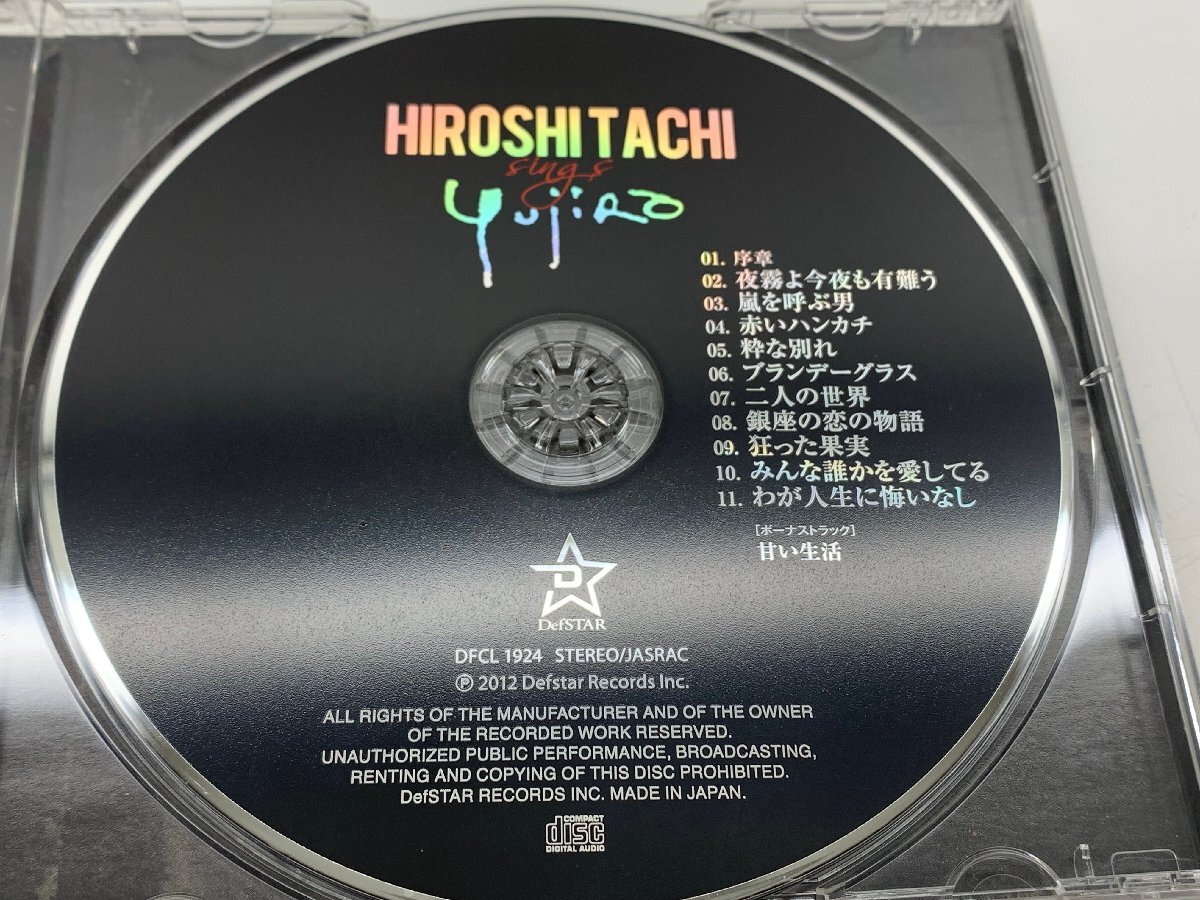 HIROSHI TACHI
sings
Yujiro
01. 序章
02. 夜霧よ今夜も有難う
03. 嵐を呼ぶ男
04. 赤いハンカチ
05. 粋な別れ
06. ブランデーグラス
07. 二人の世界
08. 銀座の恋の物語
09. 狂った果実
10. みんな誰かを愛してる
11. わが人生に悔いなし
[ボーナストラック]
甘い生活
D
DefSTAR
DFCL 1924 STEREO/JASRAC
Ⓟ 2012 Defstar Records Inc.
ALL RIGHTS OF THE MANUFACTURER AND OF THE OWNER
OF THE RECORDED WORK RESERVED.
UNAUTHORIZED PUBLIC PERFORMANCE, BROADCASTING,
RENTING AND COPYING OF THIS DISC PROHIBITED.
DefSTAR RECORDS INC. MADE IN JAPAN.
COMPACT
disc
DIGITAL AUDIO